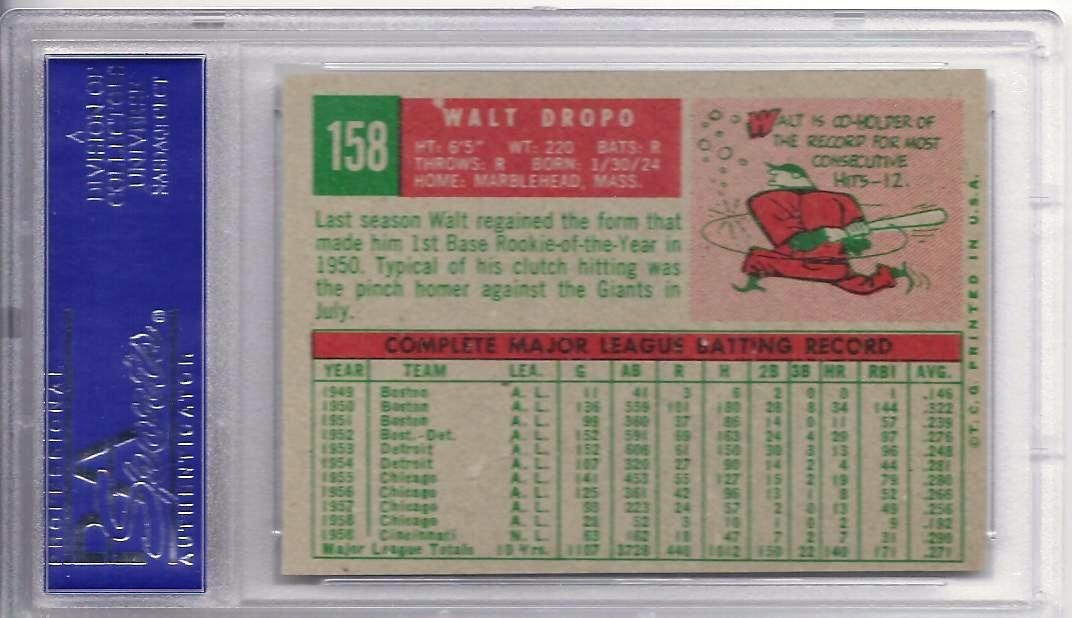 158
WALT DROPO
HT: 6'5" WT: 220 BATS: R
THROWS: R BORN: 1/30/24
HOME: MARBLEHEAD, MASS.
WALT IS CO-HOLDER OF
THE RECORD FOR MOST
CONSECUTIVE
HITS-12.
Last season Walt regained the form that
made him 1st Base Rookie-of-the-Year in
1950. Typical of his clutch hitting was
the pinch homer against the Giants in
July.
COMPLETE MAJOR LEAGUE BATTING RECORD
YEAR TEAM LEA. G AB R H 2B 3B HR RBI AVG.
1949 Boston A. L. 11 41 3 6 2 0 0 1 .146
1950 Boston A. L. 136 559 101 180 28 8 34 144 .322
1951 Boston A. L. 99 360 37 86 14 0 11 57 .239
1952 Bost.-Det. A. L. 152 591 69 163 24 4 29 97 .276
1953 Detroit A. L. 152 606 61 150 30 3 13 96 .248
1954 Detroit A. L. 107 320 27 90 14 2 4 44 .281
1955 Chicago A. L. 141 453 55 15 2 19 79 .280
1956 Chicago A. L. 125 361 42 96 13 1 8 52 .266
1957 Chicago A. L. 93 223 24 57 2 0 13 49 .256
1958 Chicago A. L. 28 52 3 10 1 0 2 9 .192
1958 Cincinnati N. L. 63 162 18 47 7 2 7 31 .290
Major League Totals 10 Yrs. 1107 3728 440 1012 150 22 140 .271
©T.C.G. PRINTED IN U.S.A.
A
DIVISION OF
COLLECTORS
UNIVERSE
NASDAQ:CLCT
PSA
PROFESSIONAL
Sports
AUTHENTICATOR